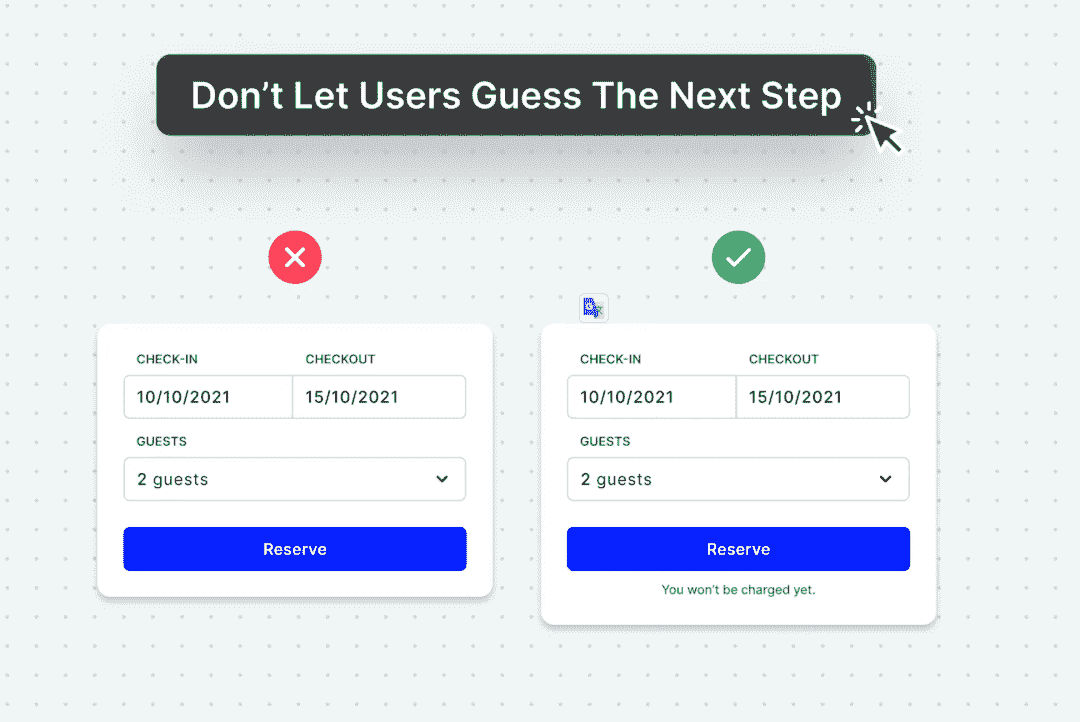 Don't Let Users Guess The Next Step
CHECK-IN CHECKOUT
10/10/2021 15/10/2021
GUESTS
2 guests
Reserve
CHECK-IN CHECKOUT
10/10/2021 15/10/2021
GUESTS
2 guests
Reserve
You won't be charged yet.